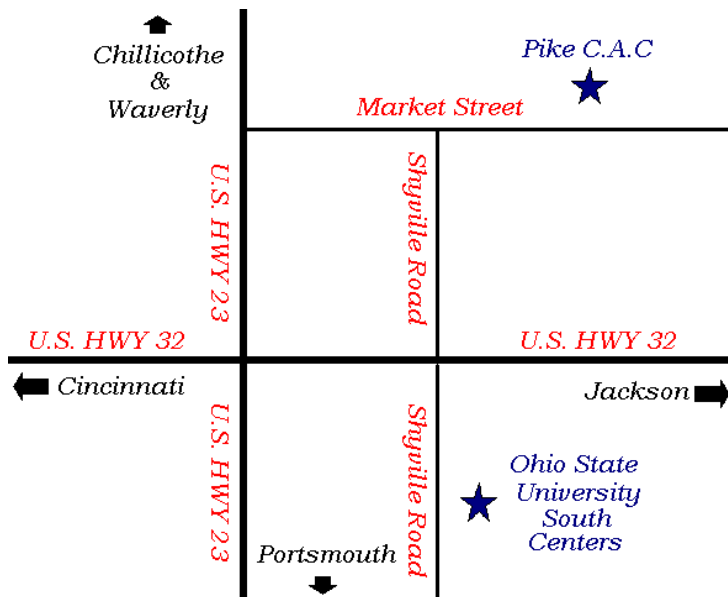 Chillicothe
&
Waverly
Pike C.A.C
Market Street
U.S. HWY 23
Shyville Road
U.S. HWY 32
U.S. HWY 32
Cincinnati
Jackson
U.S. HWY 23
Shyville Road
Ohio State
University
South
Centers
Portsmouth